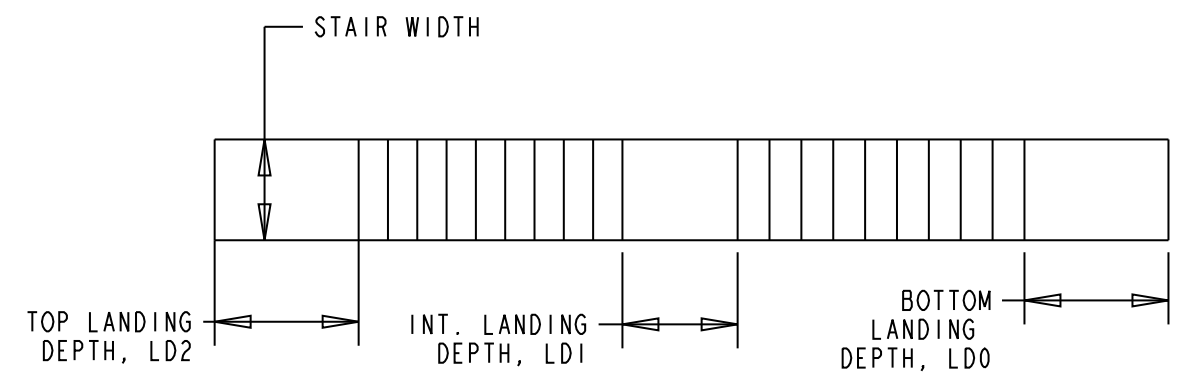 STAIR WIDTH
TOP LANDING
DEPTH, LD2
INT. LANDING
DEPTH, LD1
BOTTOM
LANDING
DEPTH, LD0